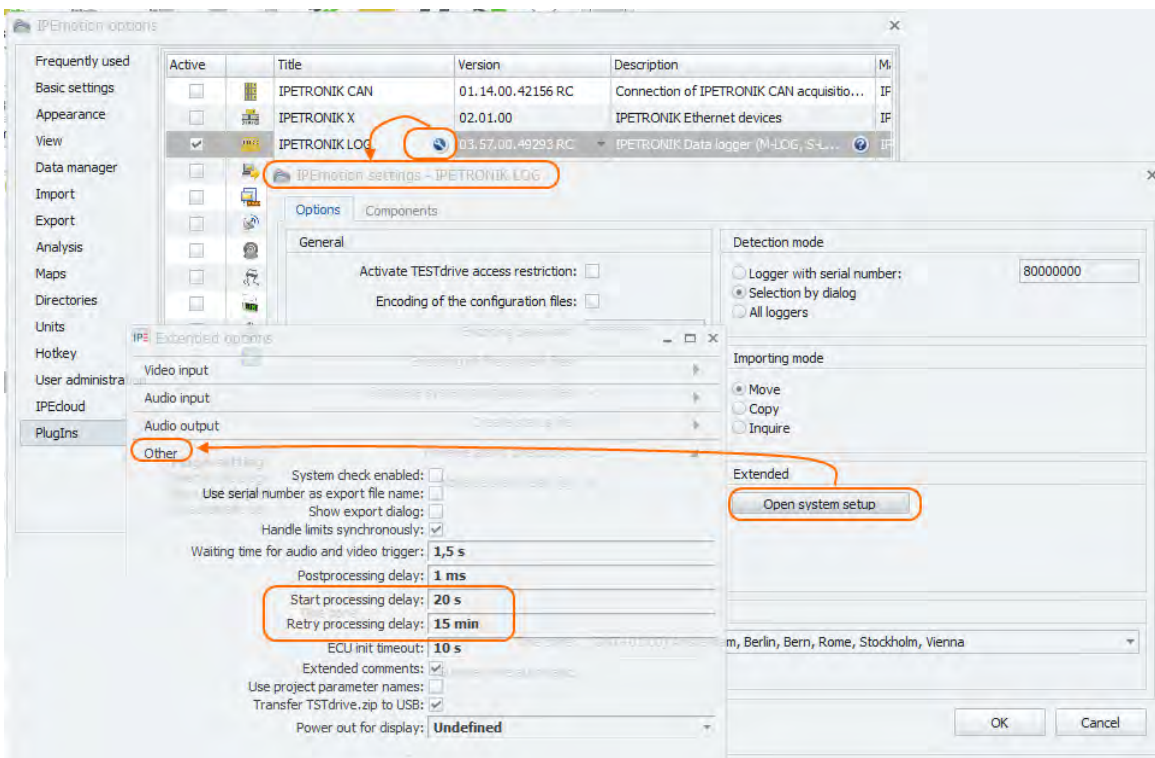 IPEmotion options
Frequently used
Basic settings
Appearance
View
Data manager
Import
Export
Analysis
Maps
Directories
Units
Hotkey
User administra
IPEcloud
PlugIns
Active Title Version Description
IPETRONIK CAN 01.14.00.42156 RC Connection of IPETRONIK CAN acquisitio... IF
IPETRONIK X 02.01.00 IPETRONIK Ethernet devices IF
IPETRONIK LOG 03.57.00.49293 RC IPETRONIK Data logger (M-LOG, S-L...
IPEmotion settings - IPETRONIK LOG
Options Components
General
Activate TESTdrive access restriction:
Encoding of the configuration files:
Detection mode
Logger with serial number: 80000000
Selection by dialog
All loggers
Importing mode
Move
Copy
Inquire
Extended
Open system setup
m, Berlin, Bern, Rome, Stockholm, Vienna
OK Cancel
IPE Extended options
Video input
Audio input
Audio output
Other
System check enabled:
Use serial number as export file name:
Show export dialog:
Handle limits synchronously:
Waiting time for audio and video trigger: 1,5 s
Postprocessing delay: 1 ms
Start processing delay: 20 s
Retry processing delay: 15 min
ECU init timeout: 10 s
Extended comments:
Use project parameter names:
Transfer TSTdrive.zip to USB:
Power out for display: Undefined